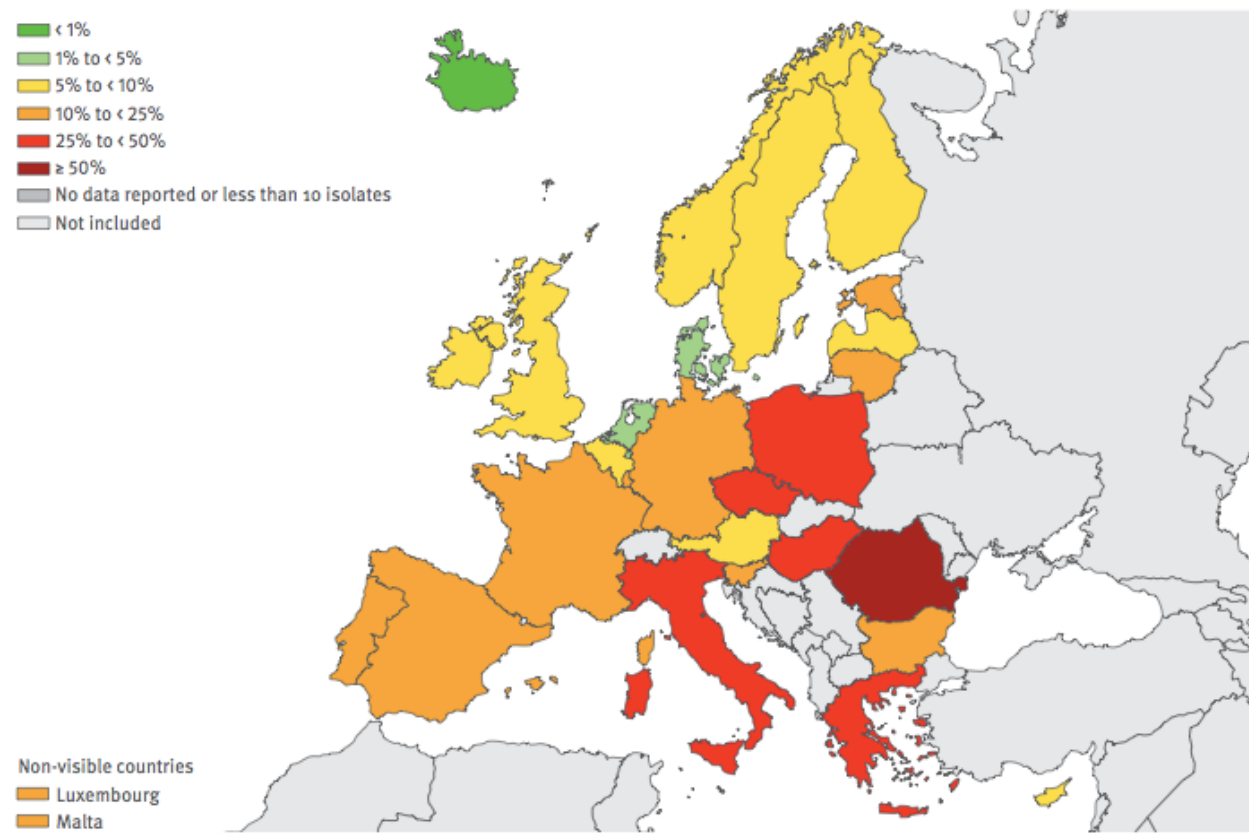 < 1%
1% to < 5%
5% to < 10%
10% to < 25%
25% to < 50%
≥ 50%
No data reported or less than 10 isolates
Not included
Non-visible countries
Luxembourg
Malta